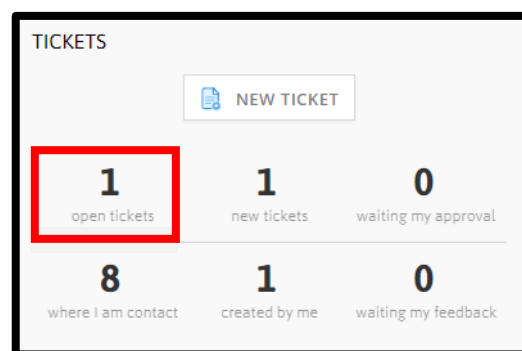 TICKETS
NEW TICKET
1 1 0
open tickets new tickets waiting my approval
8 1 0
where I am contact created by me waiting my feedback